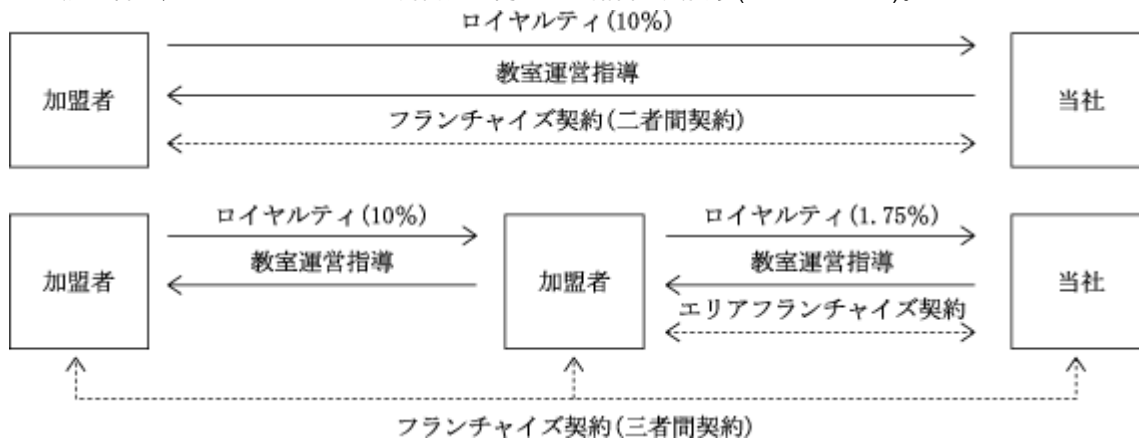 ロイヤルティ(10%)
教室運営指導
加盟者
当社
フランチャイズ契約(二者間契約)
ロイヤルティ(10%)
ロイヤルティ(1.75%)
教室運営指導
教室運営指導
加盟者
加盟者
当社
エリアフランチャイズ契約
フランチャイズ契約(三者間契約)